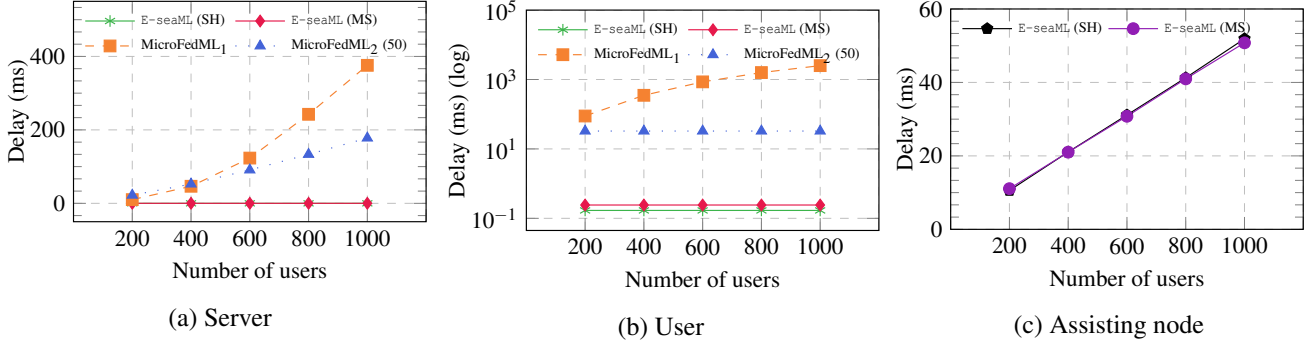 E-seaML (SH) E-seaML (MS)
MicroFedML1 MicroFedML2 (50)
400
200
0
Delay (ms)
200 400 600 800 1000
Number of users
(a) Server
10^5
10^3
10^1
10^−1
Delay (ms) (log)
E-seaML (SH) E-seaML (MS)
MicroFedML1 MicroFedML2 (50)
200 400 600 800 1000
Number of users
(b) User
60
40
20
0
Delay (ms)
E-seaML (SH) E-seaML (MS)
200 400 600 800 1000
Number of users
(c) Assisting node